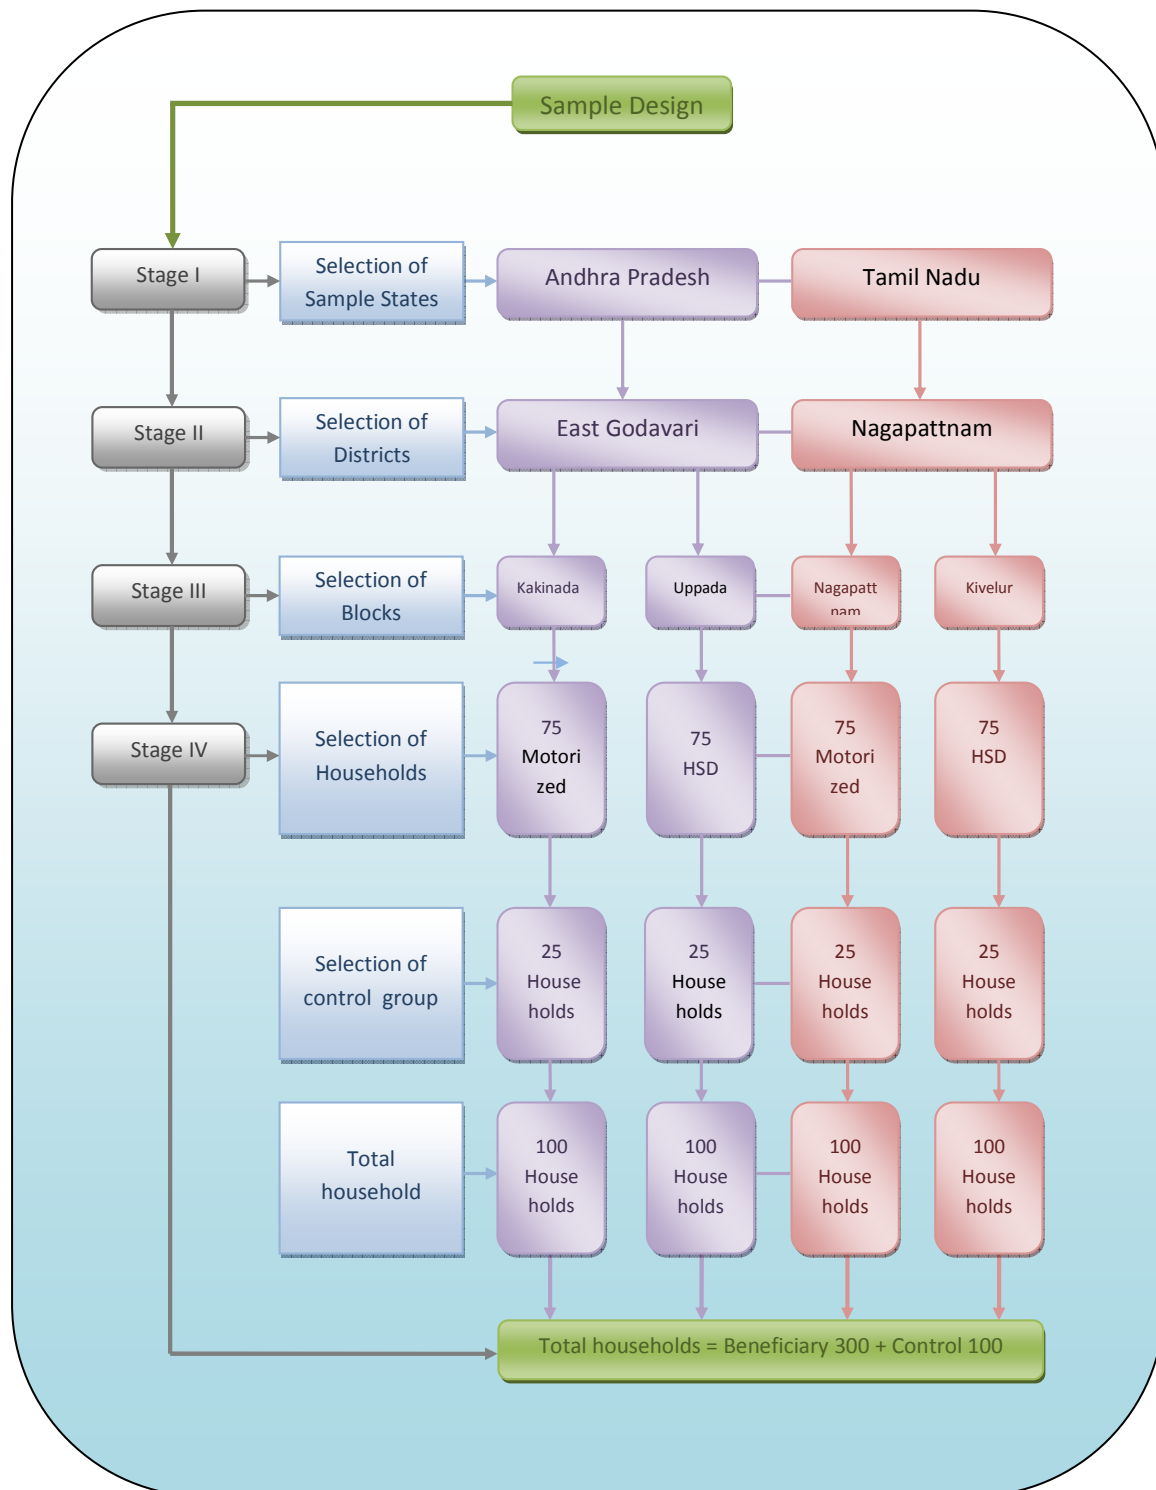 Sample Design
Stage I
Selection of
Sample States
Andhra Pradesh
Tamil Nadu
Stage II
Selection of
Districts
East Godavari
Nagapattnam
Stage III
Selection of
Blocks
Kakinada
Uppada
Nagapatt
nam
Kivelur
Stage IV
Selection of
Households
75
Motori
zed
75
HSD
75
Motori
zed
75
HSD
Selection of
control group
25
House
holds
25
House
holds
25
House
holds
25
House
holds
Total
household
100
House
holds
100
House
holds
100
House
holds
100
House
holds
Total households = Beneficiary 300 + Control 100